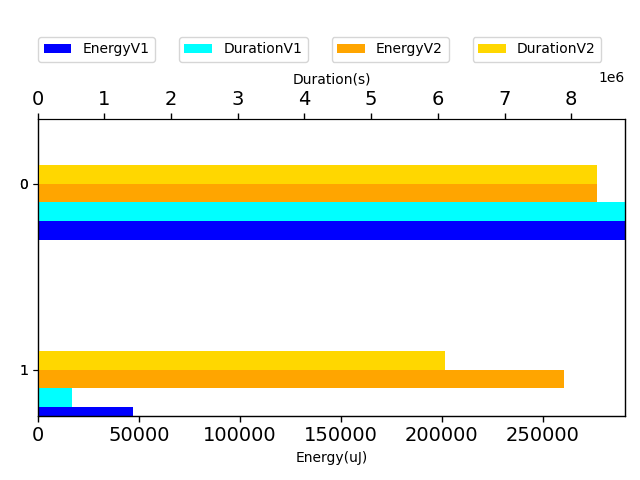 EnergyV1 DurationV1 EnergyV2 DurationV2
Duration(s)
1e6
0 1 2 3 4 5 6 7 8
0
1
0 50000 100000 150000 200000 250000
Energy(uJ)